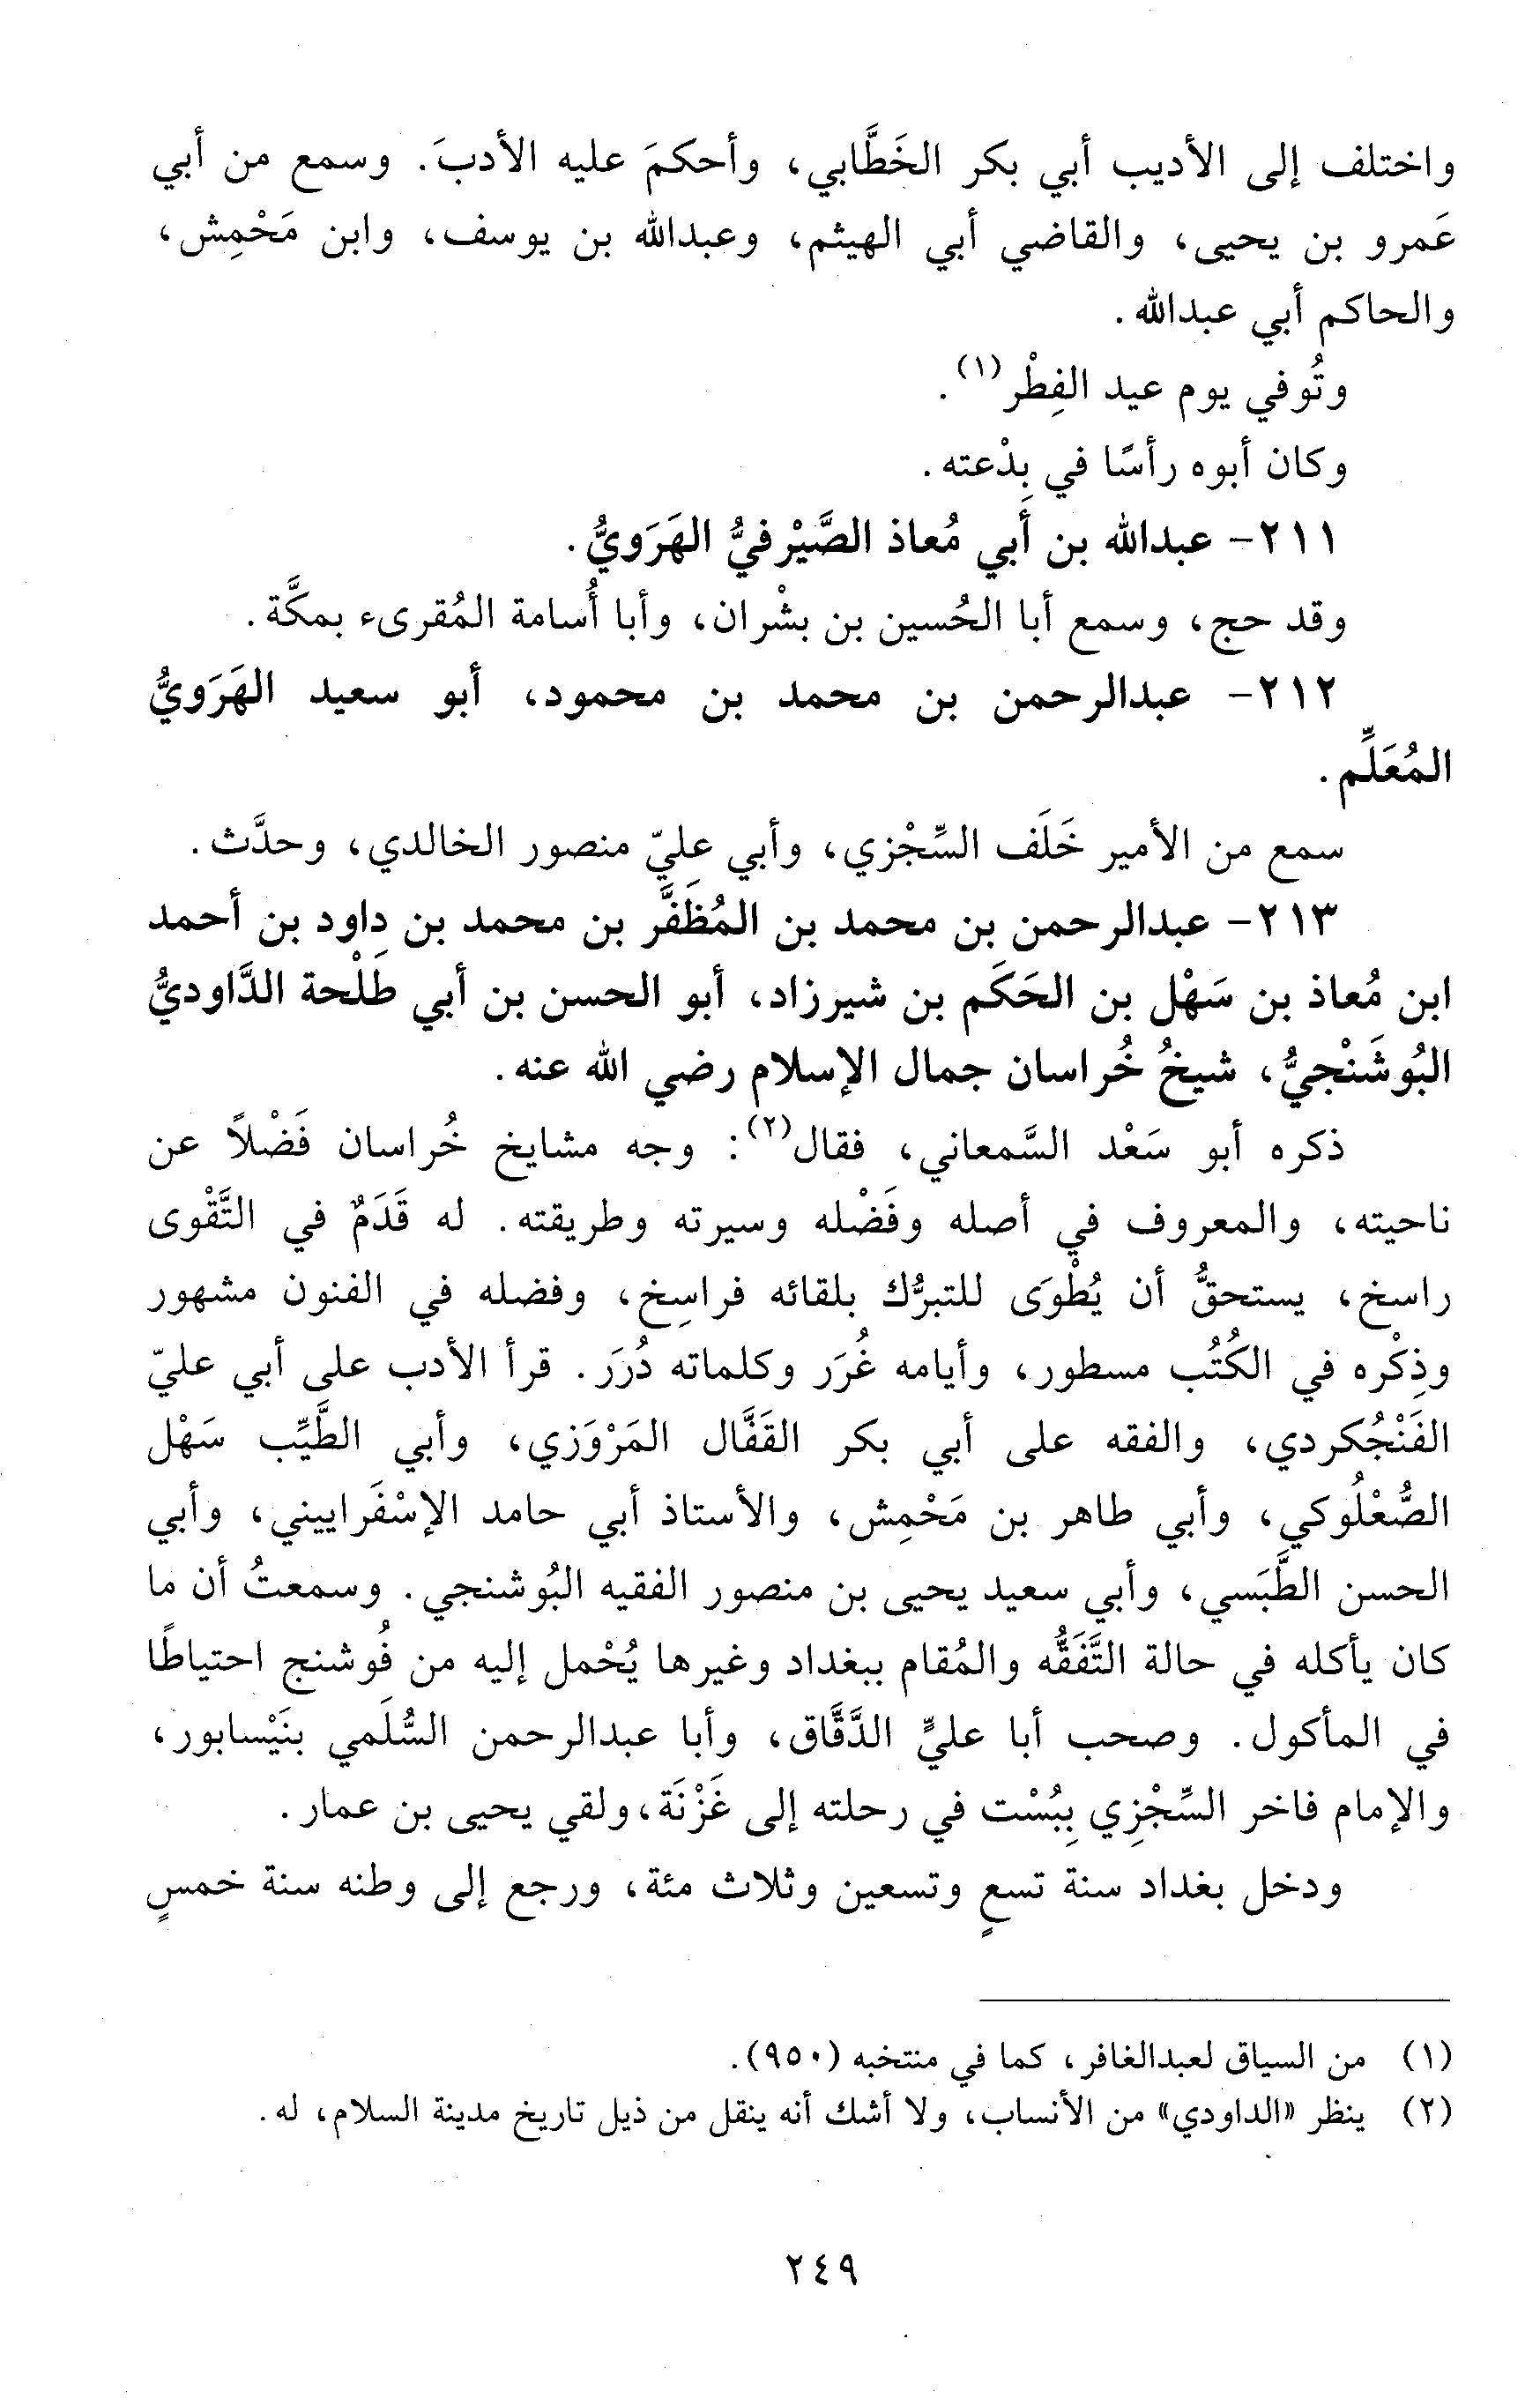 واختلف إلى الأديب أبي بكر الخَطَّابي، وأحكمَ عليه الأدبَ. وسمع من أبي
عَمرو بن يحيى، والقاضي أبي الهيثم، وعبدالله بن يوسف، وابن مَحْمِش،
والحاكم أبي عبدالله.
وتُوفي يوم عيد الفِطْر(١).
وكان أبوه رأسًا في بِدْعته.
٢١١- عبدالله بن أبي مُعاذ الصَّيْرفيُّ الهَرَويُّ.
وقد حج، وسمع أبا الحُسين بن بشْران، وأبا أُسامة المُقرىء بمكَّة.
٢١٢- عبدالرحمن بن محمد بن محمود، أبو سعيد الهَرَويُّ
المُعَلِّم.
سمع من الأمير خَلَف السِّجْزي، وأبي عليّ منصور الخالدي، وحدَّث.
٢١٣- عبدالرحمن بن محمد بن المُظَفَّر بن محمد بن داود بن أحمد
ابن مُعاذ بن سَهْل بن الحَكَم بن شيرزاد، أبو الحسن بن أبي طَلْحة الدَّاوديُّ
البُوشَنْجيُّ، شيخُ خُراسان جمال الإسلام رضي الله عنه.
ذكره أبو سَعْد السَّمعاني، فقال(٢): وجه مشايخ خُراسان فَضْلاً عن
ناحيته، والمعروف في أصله وفَضْله وسيرته وطريقته. له قَدَمٌ في التَّقْوى
راسخ، يستحقُّ أن يُطْوَى للتبرُّك بلقائه فراسِخ، وفضله في الفنون مشهور
وذِكْره في الكُتُب مسطور، وأيامه غُرَر وكلماته دُرَر. قرأ الأدب على أبي عليّ
الفَنْجُكردي، والفقه على أبي بكر القَفَّال المَرْوَزي، وأبي الطَّيِّب سَهْل
الصُّعْلُوكي، وأبي طاهر بن مَحْمِش، والأستاذ أبي حامد الإسْفَراييني، وأبي
الحسن الطَّبَسي، وأبي سعيد يحيى بن منصور الفقيه البُوشنجي. وسمعتُ أن ما
كان يأكله في حالة التَّفَقُّه والمُقام ببغداد وغيرها يُحْمل إليه من فُوشنج احتياطًا
في المأكول. وصحب أبا عليٍّ الدَّقَّاق، وأبا عبدالرحمن السُّلَمي بنَيْسابور،
والإمام فاخر السِّجْزِي بِبُسْت في رحلته إلى غَزْنَة، ولقي يحيى بن عمار.
ودخل بغداد سنة تسعٍ وتسعين وثلاث مئة، ورجع إلى وطنه سنة خمسٍ
(١) من السياق لعبدالغافر، كما في منتخبه (٩٥٠).
(٢) ينظر «الداودي» من الأنساب، ولا أشك أنه ينقل من ذيل تاريخ مدينة السلام، له.
٢٤٩